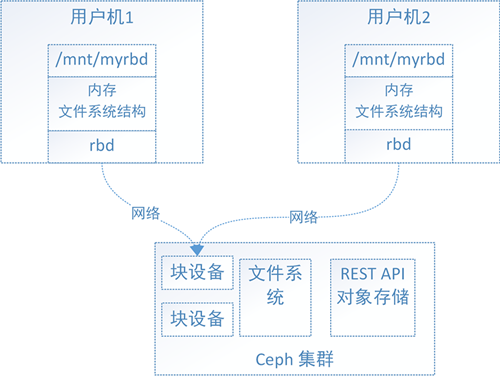 用户机1
/mnt/myrbd
内存
文件系统结构
rbd
用户机2
/mnt/myrbd
内存
文件系统结构
rbd
网络
网络
块设备
块设备
文件系
统
REST API
对象存储
Ceph 集群